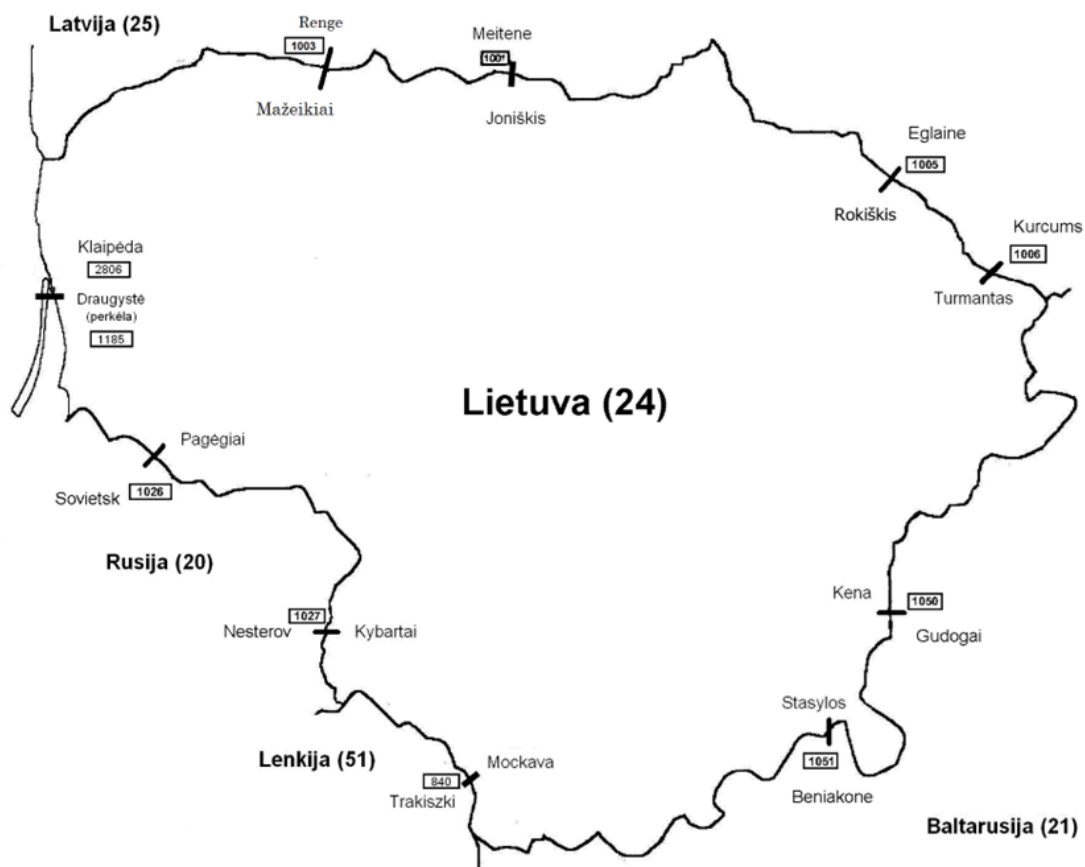 Latvija (25)
Renge
1003
Mažeikiai
Meitene
1001
Joniškis
Eglaine
1005
Rokiškis
Kurcums
1006
Turmantas
Klaipėda
2806
Draugystė
(perkėla)
1185
Lietuva (24)
Pagėgiai
Sovietsk
1026
Rusija (20)
1027
Nesterov
Kybartai
Kena
1050
Gudogai
Stasylos
1051
Beniakone
Lenkija (51)
Mockava
840
Trakiszki
Baltarusija (21)